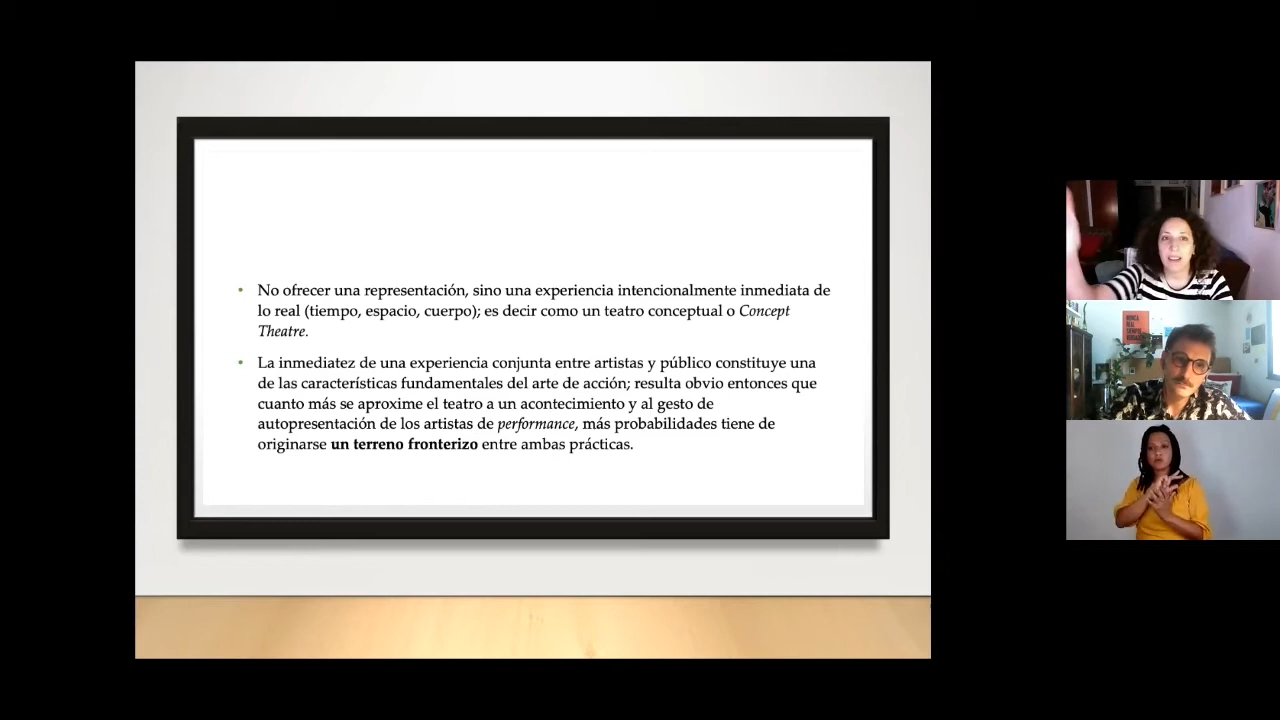 • No ofrecer una representación, sino una experiencia intencionalmente inmediata de
lo real (tiempo, espacio, cuerpo); es decir como un teatro conceptual o Concept
Theatre.
• La inmediatez de una experiencia conjunta entre artistas y público constituye una
de las características fundamentales del arte de acción; resulta obvio entonces que
cuanto más se aproxime el teatro a un acontecimiento y al gesto de
autopresentación de los artistas de performance, más probabilidades tiene de
originarse un terreno fronterizo entre ambas prácticas.